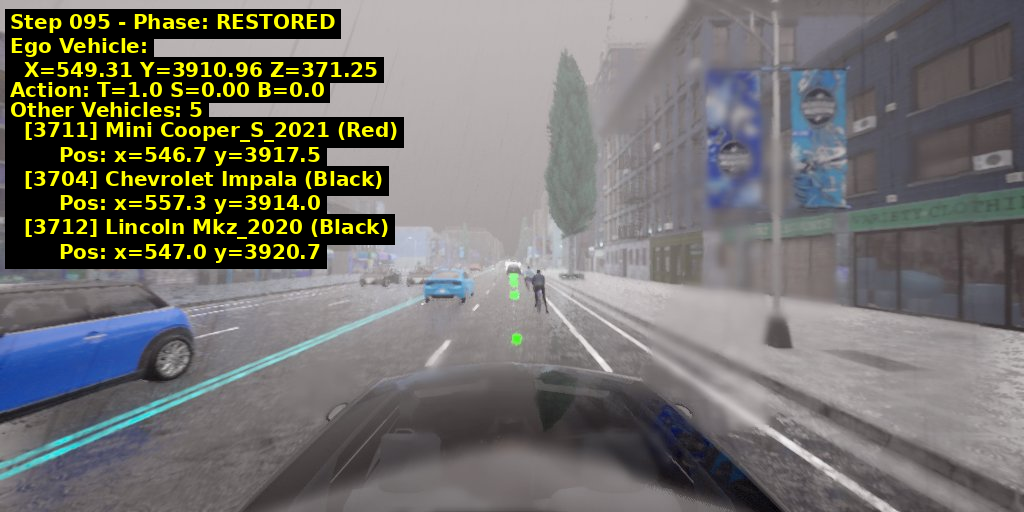 Step 095 - Phase: RESTORED
Ego Vehicle:
X=549.31 Y=3910.96 Z=371.25
Action: T=1.0 S=0.00 B=0.0
Other Vehicles: 5
[3711] Mini Cooper_S_2021 (Red)
Pos: x=546.7 y=3917.5
[3704] Chevrolet Impala (Black)
Pos: x=557.3 y=3914.0
[3712] Lincoln Mkz_2020 (Black)
Pos: x=547.0 y=3920.7
VARIETY CLOTHI